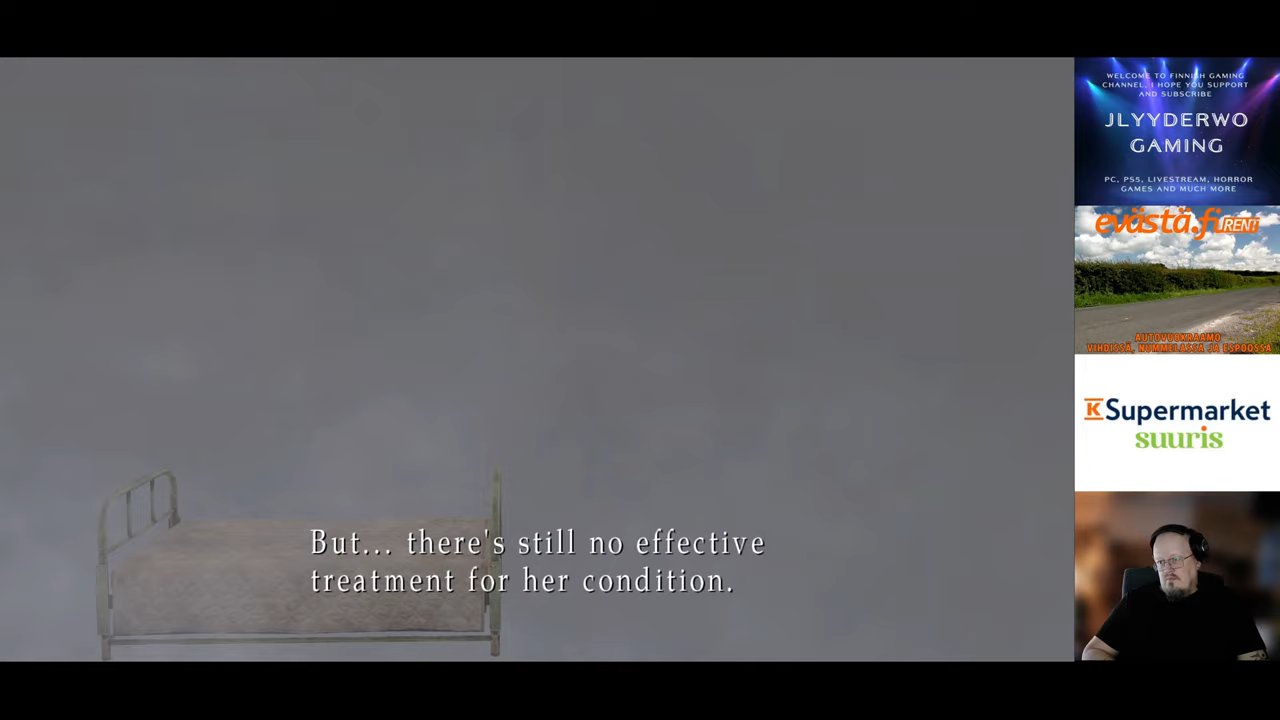 But... there's still no effective
treatment for her condition.
WELCOME TO FINNISH GAMING
CHANNEL, I HOPE YOU SUPPORT
AND SUBSCRIBE
JLYYDERWO
GAMING
PC, PS5, LIVESTREAM, HORROR
GAMES AND MUCH MORE
evästä.fi RENT
AUTOVUOKRAAMO
VIHDISSÄ, NUMMELASSA JA ESPOOSSA
K Supermarket
suuris